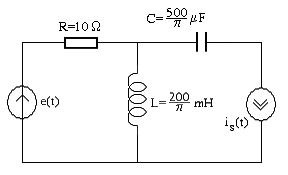 R=10 Ω
C= 500/π μF
e(t)
L= 200/π mH
i_s(t)